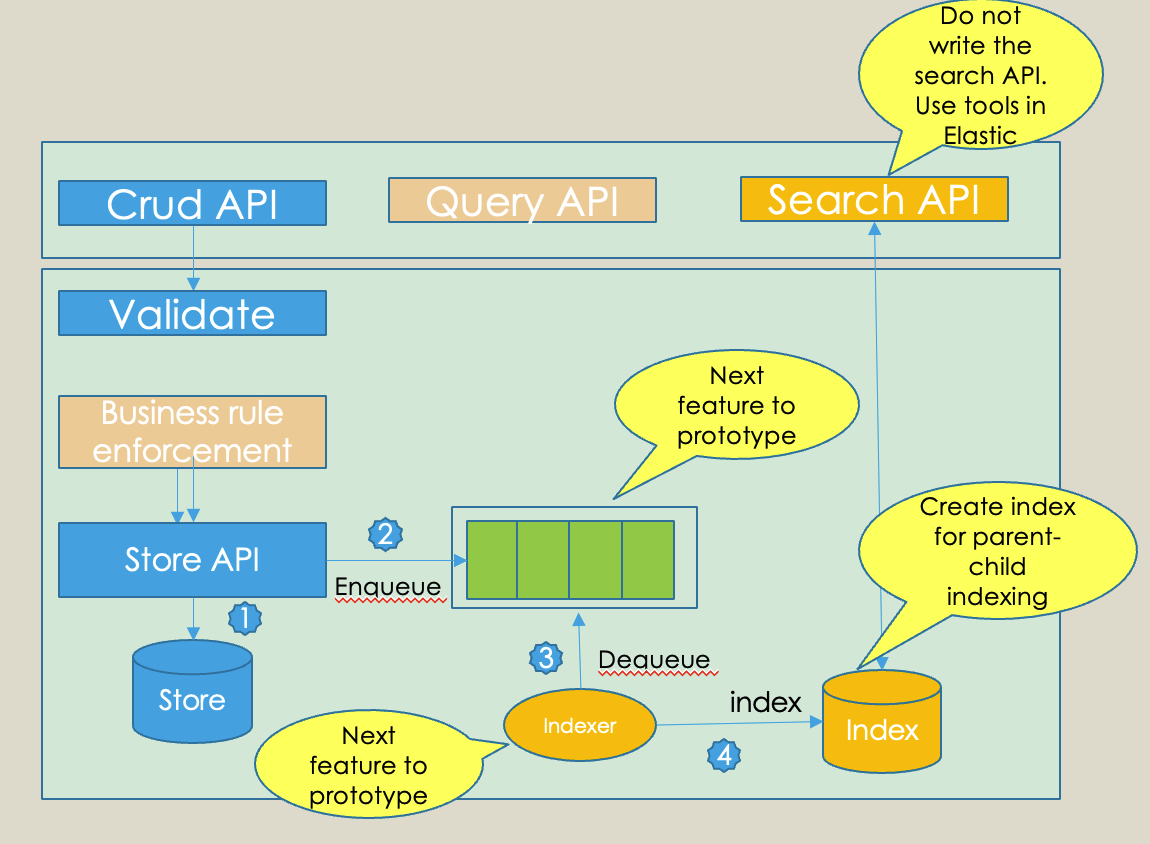 Do not
write the
search API.
Use tools in
Elastic
Crud API
Query API
Search API
Validate
Next
feature to
prototype
Business rule
enforcement
Create index
for parent-
child
indexing
Store API
2
Enqueue
1
3
Dequeue
Store
index
Indexer
Index
4
Next
feature to
prototype